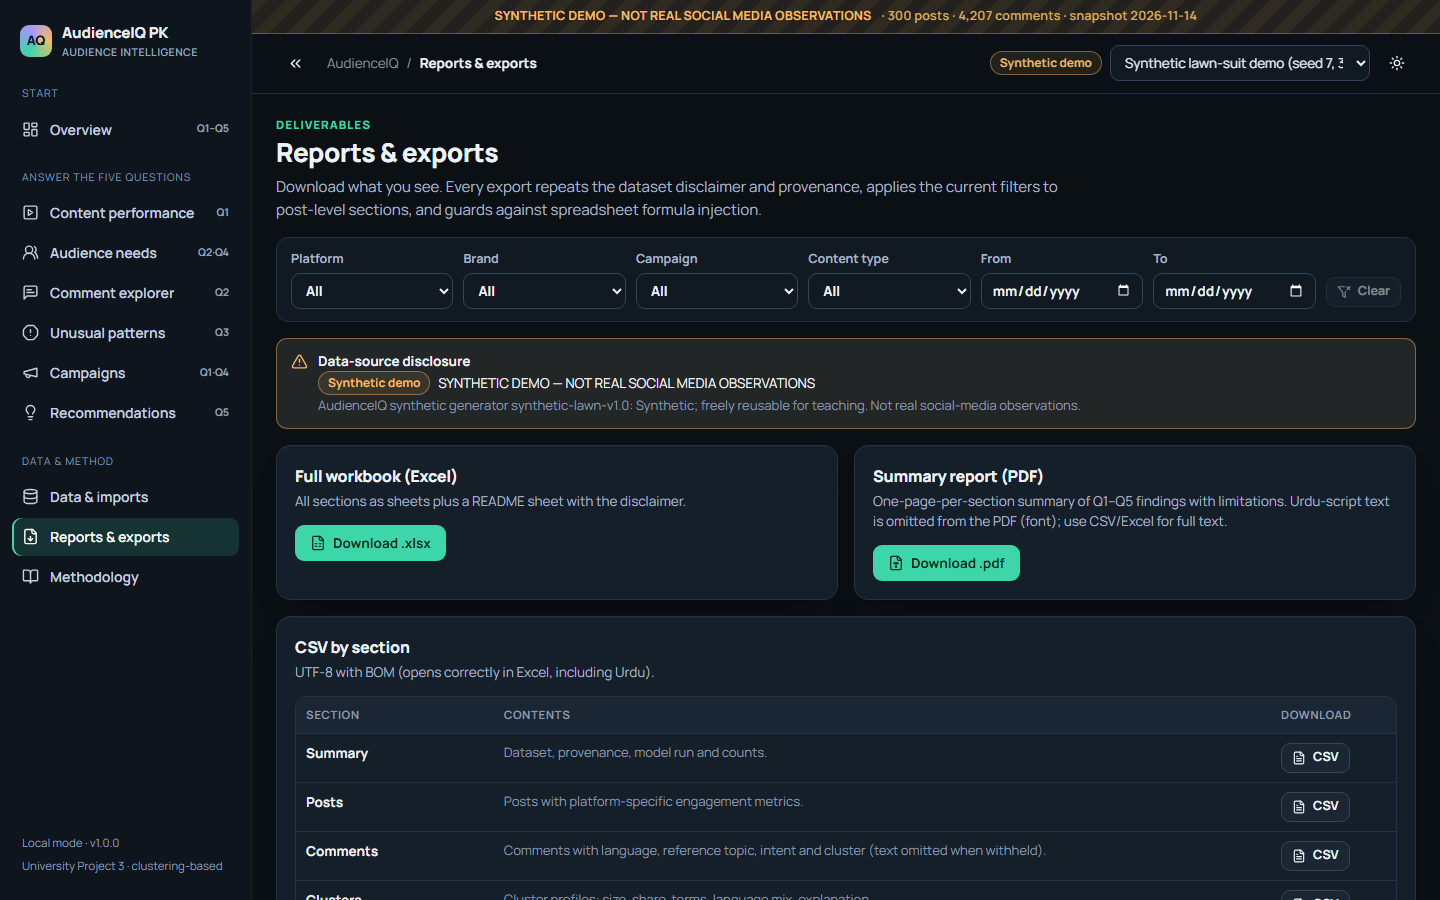 SYNTHETIC DEMO — NOT REAL SOCIAL MEDIA OBSERVATIONS · 300 posts · 4,207 comments · snapshot 2026-11-14
AQ
AudienceIQ PK
AUDIENCE INTELLIGENCE
START
Overview Q1–Q5
ANSWER THE FIVE QUESTIONS
Content performance Q1
Audience needs Q2·Q4
Comment explorer Q2
Unusual patterns Q3
Campaigns Q1·Q4
Recommendations Q5
DATA & METHOD
Data & imports
Reports & exports
Methodology
Local mode · v1.0.0
University Project 3 · clustering-based
« AudienceIQ / Reports & exports
Synthetic demo
Synthetic lawn-suit demo (seed 7, 3
DELIVERABLES
Reports & exports
Download what you see. Every export repeats the dataset disclaimer and provenance, applies the current filters to
post-level sections, and guards against spreadsheet formula injection.
Platform Brand Campaign Content type From To
All All All All mm/dd/yyyy mm/dd/yyyy Clear
Data-source disclosure
Synthetic demo SYNTHETIC DEMO — NOT REAL SOCIAL MEDIA OBSERVATIONS
AudienceIQ synthetic generator synthetic-lawn-v1.0: Synthetic; freely reusable for teaching. Not real social-media observations.
Full workbook (Excel)
All sections as sheets plus a README sheet with the disclaimer.
Download .xlsx
Summary report (PDF)
One-page-per-section summary of Q1–Q5 findings with limitations. Urdu-script text
is omitted from the PDF (font); use CSV/Excel for full text.
Download .pdf
CSV by section
UTF-8 with BOM (opens correctly in Excel, including Urdu).
SECTION CONTENTS DOWNLOAD
Summary Dataset, provenance, model run and counts. CSV
Posts Posts with platform-specific engagement metrics. CSV
Comments Comments with language, reference topic, intent and cluster (text omitted when withheld). CSV
Clusters Cluster profiles: size, share, terms, language mix, explanation. CSV